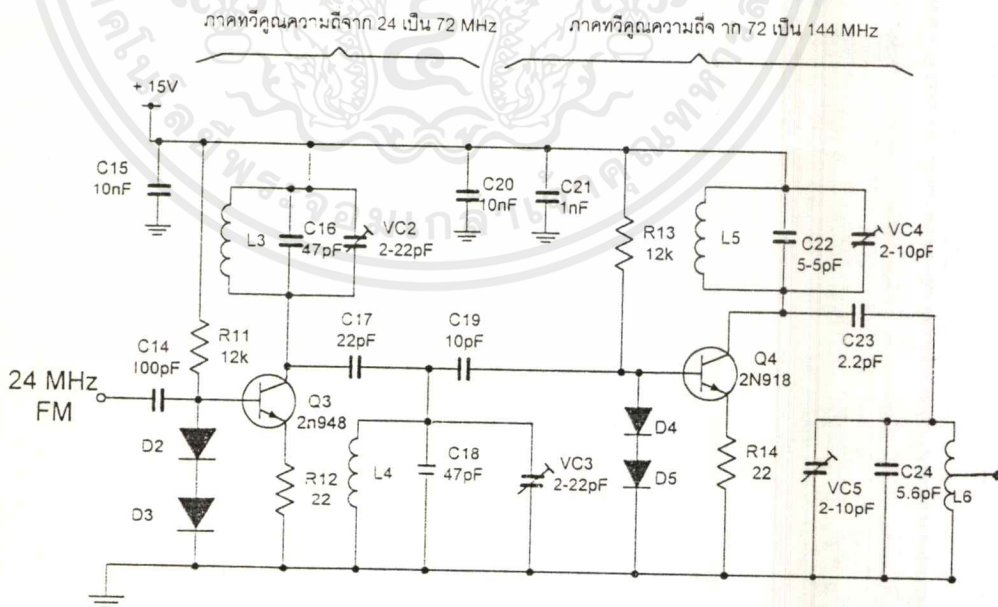 ภาคทวีคูณความถี่จาก 24 เป็น 72 MHz
ภาคทวีคูณความถี่จ าก 72 เป็น 144 MHz
+ 15V
C15
10nF
L3
C16
47pF
VC2
2-22pF
C20
10nF
C21
1nF
R13
12k
L5
C22
5-5pF
VC4
2-10pF
C14
100pF
R11
12k
C17
22pF
C19
10pF
Q4
2N918
C23
2.2pF
24 MHz
FM
Q3
2n948
D2
D3
R12
22
L4
C18
47pF
VC3
2-22pF
D4
D5
R14
22
VC5
2-10pF
C24
5.6pF
L6